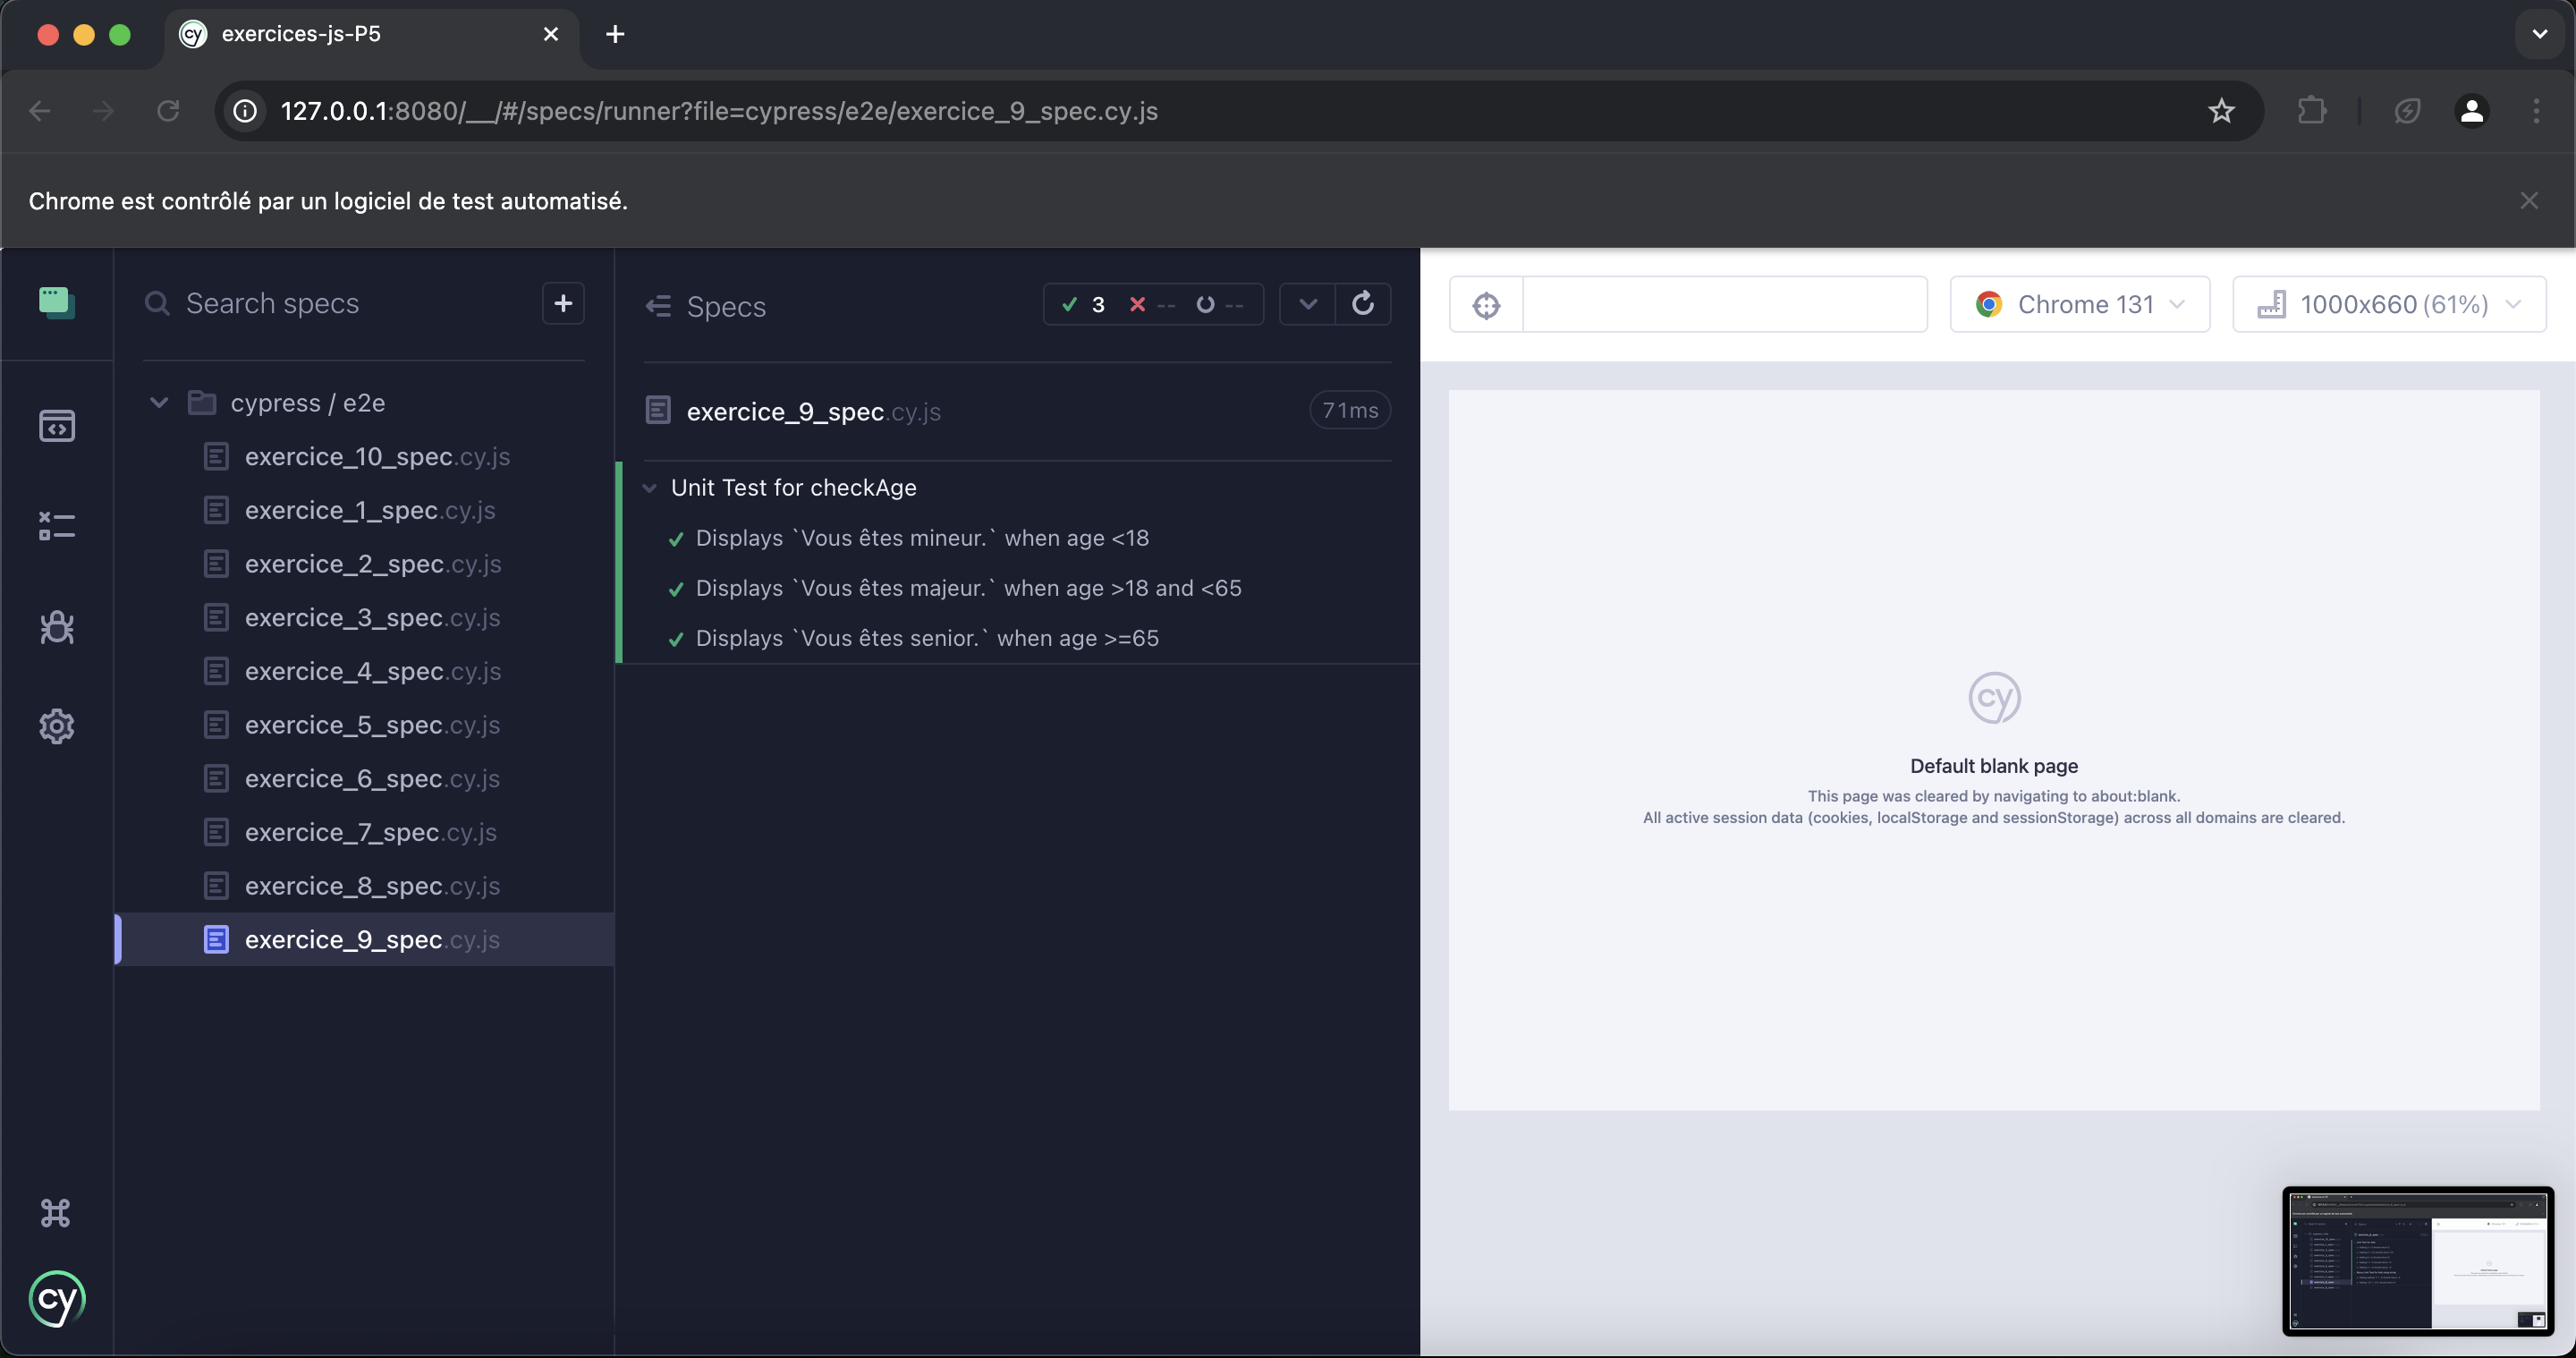 exercices-js-P5
127.0.0.1:8080/__/#/specs/runner?file=cypress/e2e/exercice_9_spec.cy.js
Chrome est contrôlé par un logiciel de test automatisé.
Search specs
cypress / e2e
exercice_10_spec.cy.js
exercice_1_spec.cy.js
exercice_2_spec.cy.js
exercice_3_spec.cy.js
exercice_4_spec.cy.js
exercice_5_spec.cy.js
exercice_6_spec.cy.js
exercice_7_spec.cy.js
exercice_8_spec.cy.js
exercice_9_spec.cy.js
cy
Specs
3 -- --
exercice_9_spec.cy.js 71ms
Unit Test for checkAge
Displays `Vous êtes mineur.` when age <18
Displays `Vous êtes majeur.` when age >18 and <65
Displays `Vous êtes senior.` when age >=65
Chrome 131
1000x660 (61%)
cy
Default blank page
This page was cleared by navigating to about:blank.
All active session data (cookies, localStorage and sessionStorage) across all domains are cleared.